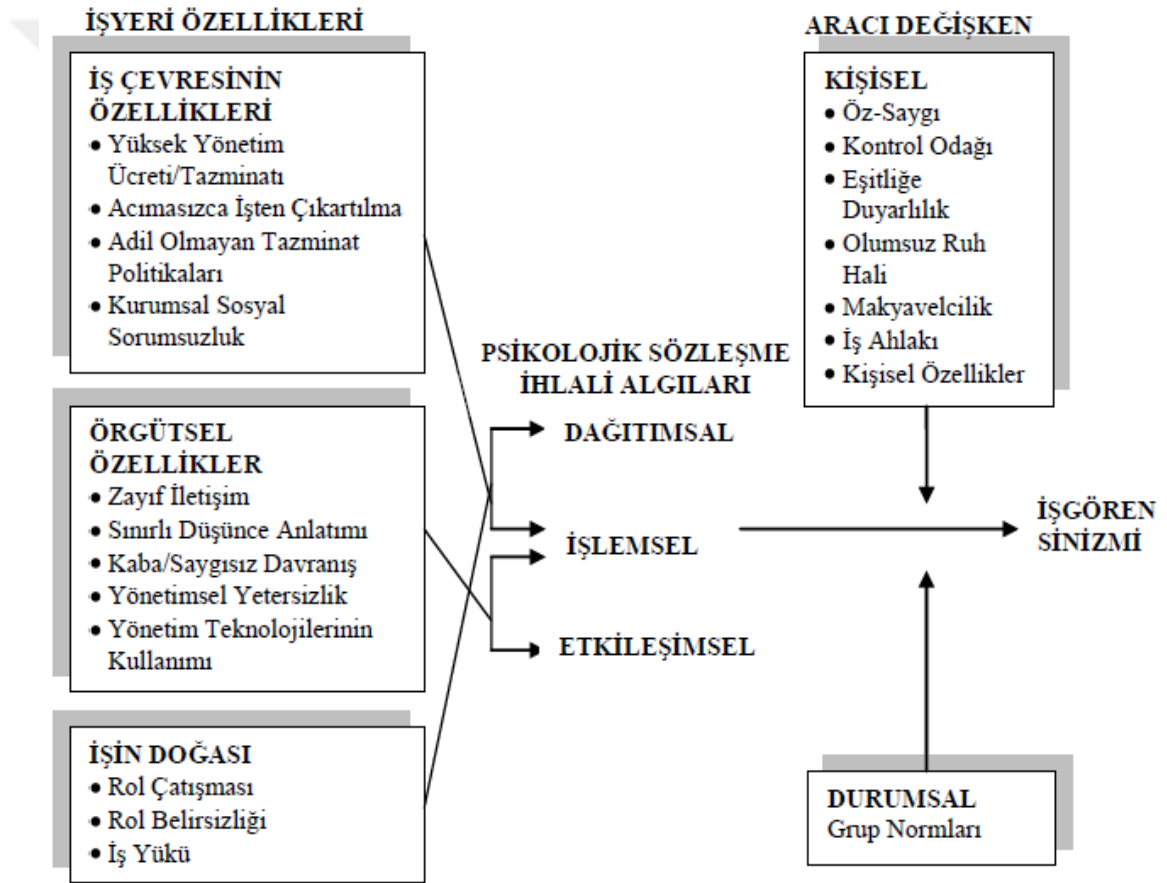 İŞYERİ ÖZELLİKLERİ
İŞ ÇEVRESİNİN
ÖZELLİKLERİ
• Yüksek Yönetim
Ücreti/Tazminatı
• Acımasızca İşten Çıkartılma
• Adil Olmayan Tazminat
Politikaları
• Kurumsal Sosyal
Sorumsuzluk
ÖRGÜTSEL
ÖZELLİKLER
• Zayıf İletişim
• Sınırlı Düşünce Anlatımı
• Kaba/Saygısız Davranış
• Yönetimsel Yetersizlik
• Yönetim Teknolojilerinin
Kullanımı
İŞİN DOĞASI
• Rol Çatışması
• Rol Belirsizliği
• İş Yükü
PSİKOLOJİK SÖZLEŞME
İHLALİ ALGILARI
DAĞITIMSAL
İŞLEMSEL
ETKİLEŞİMSEL
ARACI DEĞİŞKEN
KİŞİSEL
• Öz-Saygı
• Kontrol Odağı
• Eşitliğe
Duyarlılık
• Olumsuz Ruh
Hali
• Makyavelcilik
• İş Ahlakı
• Kişisel Özellikler
İŞGÖREN
SİNİZMİ
DURUMSAL
Grup Normları